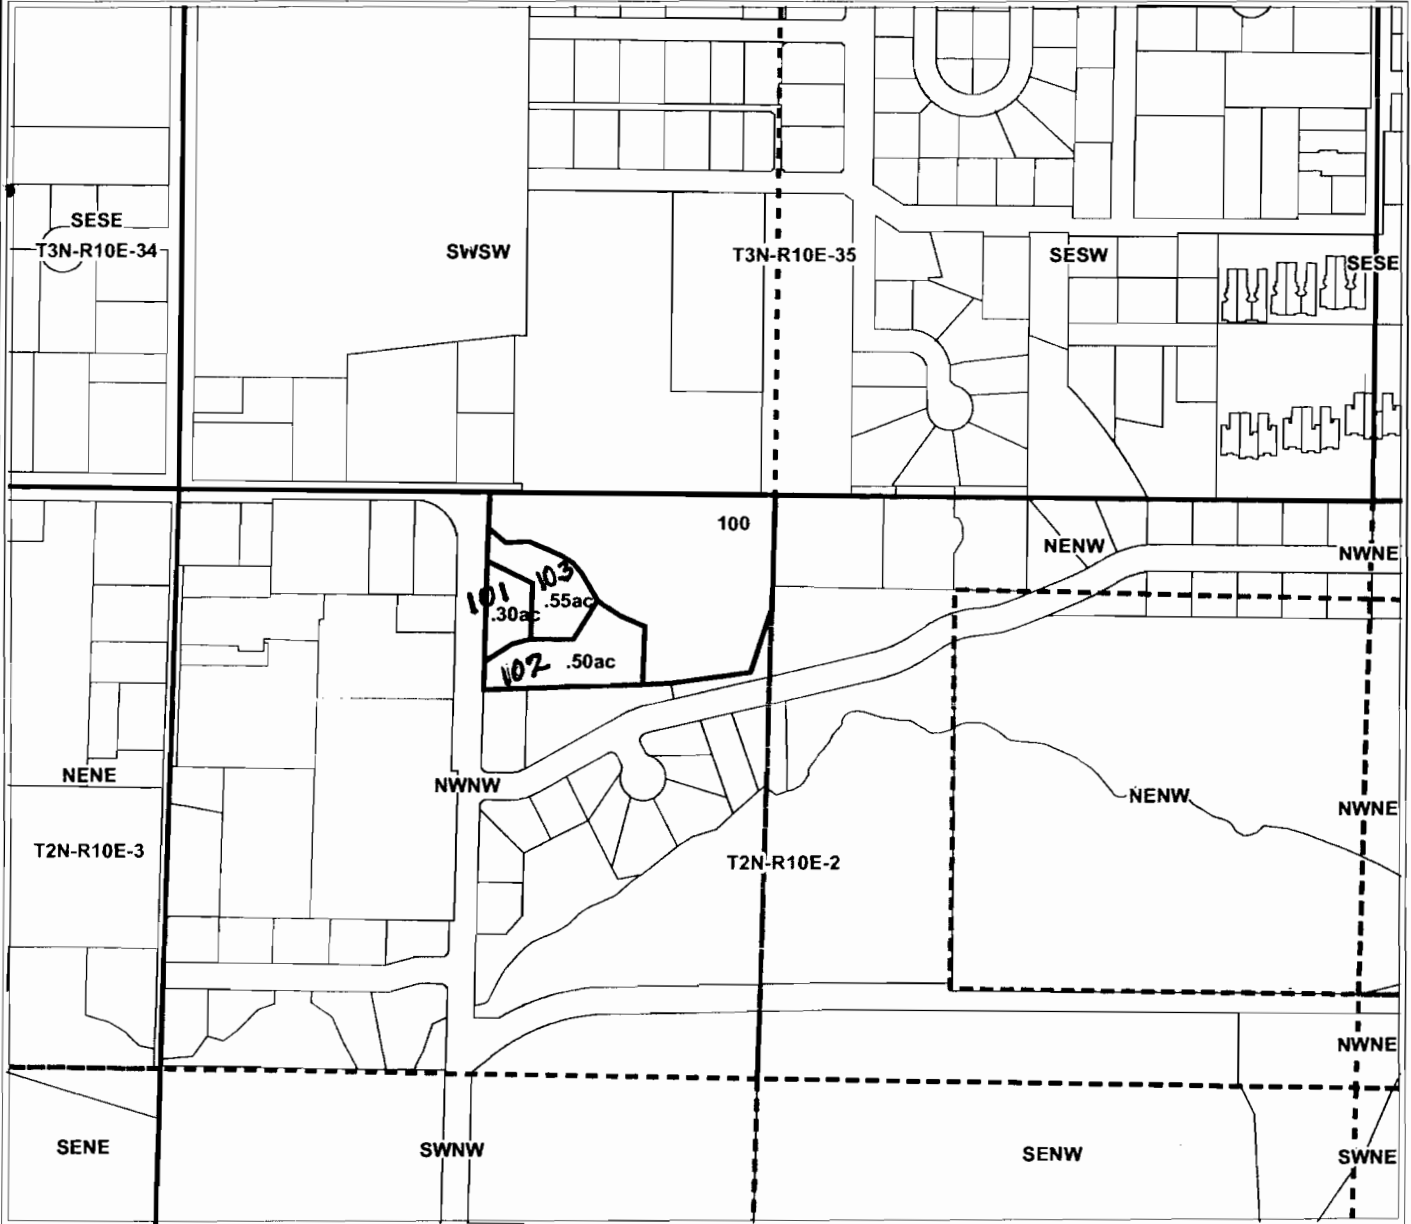 SESE
T3N-R10E-34
SWSW
T3N-R10E-35
SESW
SESE
100
NENW
NWNE
103
101
.55ac
.30ac
102
.50ac
NENE
NWNW
NENW
NWNE
T2N-R10E-3
T2N-R10E-2
NWNE
SENE
SWNW
SENW
SWNE